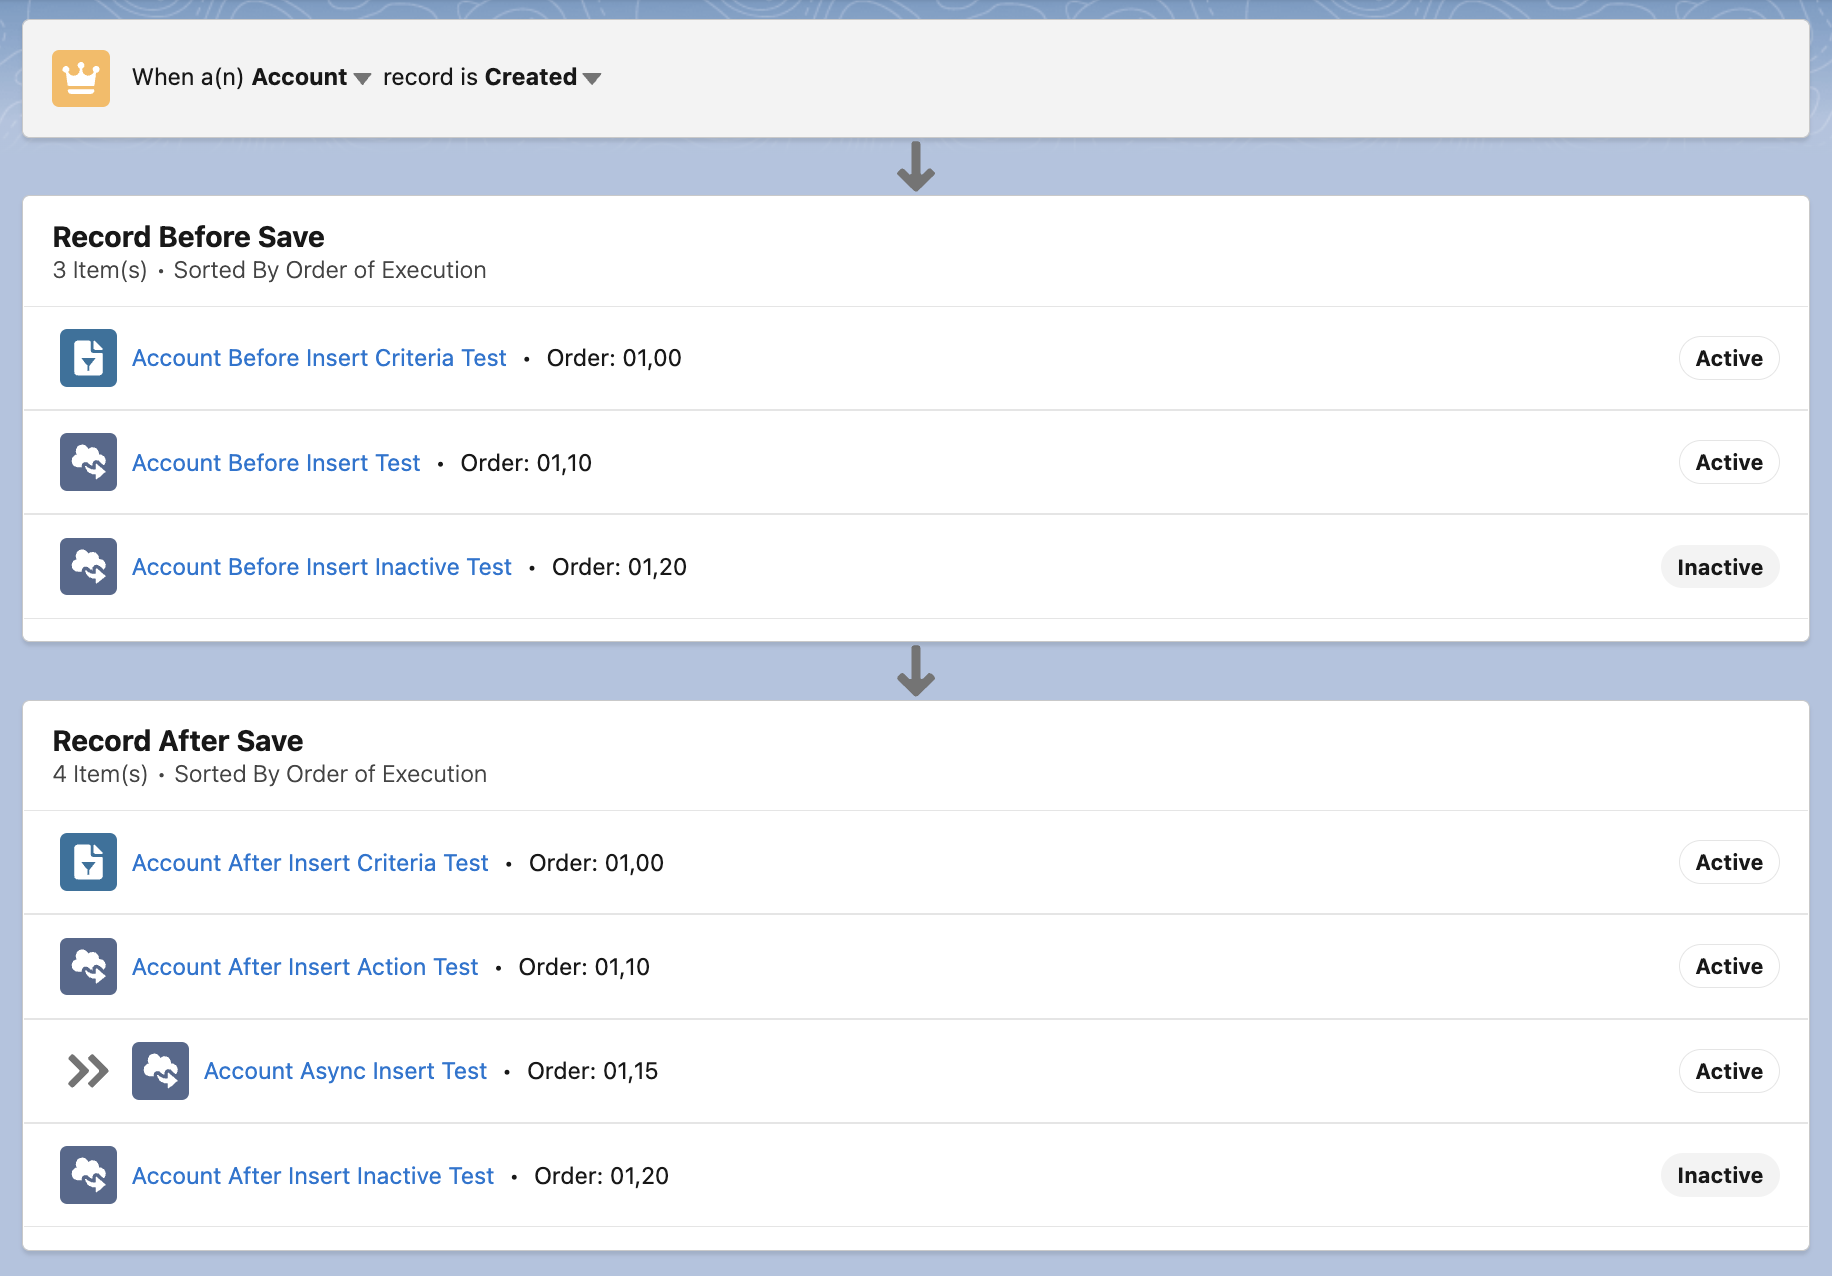 When a(n) Account record is Created
Record Before Save
3 Item(s) • Sorted By Order of Execution
Account Before Insert Criteria Test • Order: 01,00 Active
Account Before Insert Test • Order: 01,10 Active
Account Before Insert Inactive Test • Order: 01,20 Inactive
Record After Save
4 Item(s) • Sorted By Order of Execution
Account After Insert Criteria Test • Order: 01,00 Active
Account After Insert Action Test • Order: 01,10 Active
Account Async Insert Test • Order: 01,15 Active
Account After Insert Inactive Test • Order: 01,20 Inactive